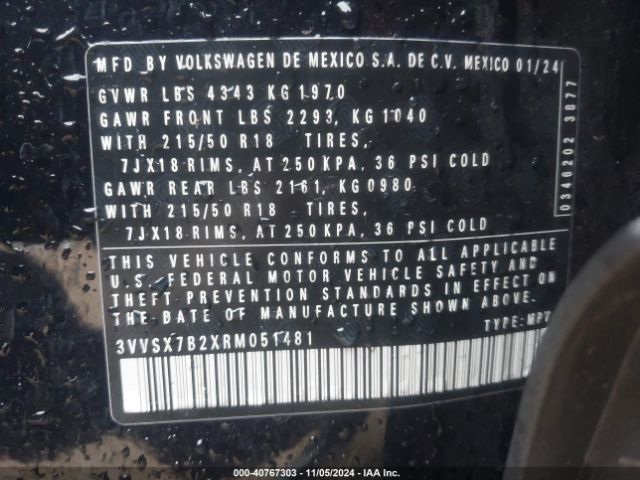 MFD BY VOLKSWAGEN DE MEXICO S.A. DE C.V. MEXICO 01/24
GVWR LBS 4343 KG 1970
GAWR FRONT LBS 2293, KG 1040
WITH 215/50 R18 TIRES,
7JX18 RIMS, AT 250 KPA, 36 PSI COLD
GAWR REAR LBS 2161, KG0980
WITH 215/50 R18 TIRES,
7JX18 RIMS, AT 250 KPA, 36 PSI COLD
0346202 3877
THIS VEHICLE CONFORMS TO ALL APPLICABLE
U.S. FEDERAL MOTOR VEHICLE SAFETY AND
THEFT PREVENTION STANDARDS IN EFFECT ON
THE DATE OF MANUFACTURE SHOWN ABOVE.
3VVSX7B2XRM051481
TYPE:MPV
000-40767303 - 11/05/2024 - IAA Inc.